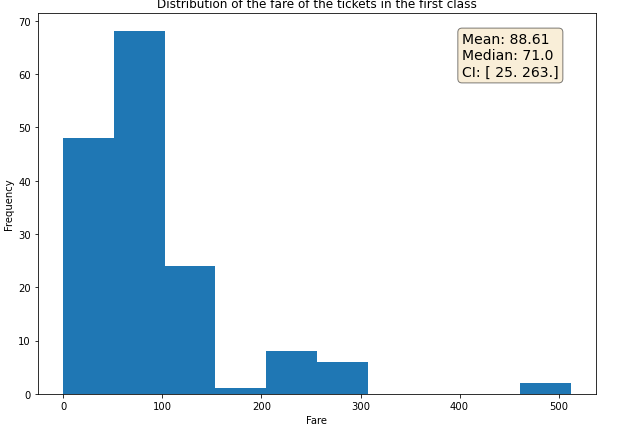 Distribution of the fare of the tickets in the first class
Mean: 88.61
Median: 71.0
CI: [ 25. 263.]
70
60
50
40
30
20
10
0
Frequency
0 100 200 300 400 500
Fare